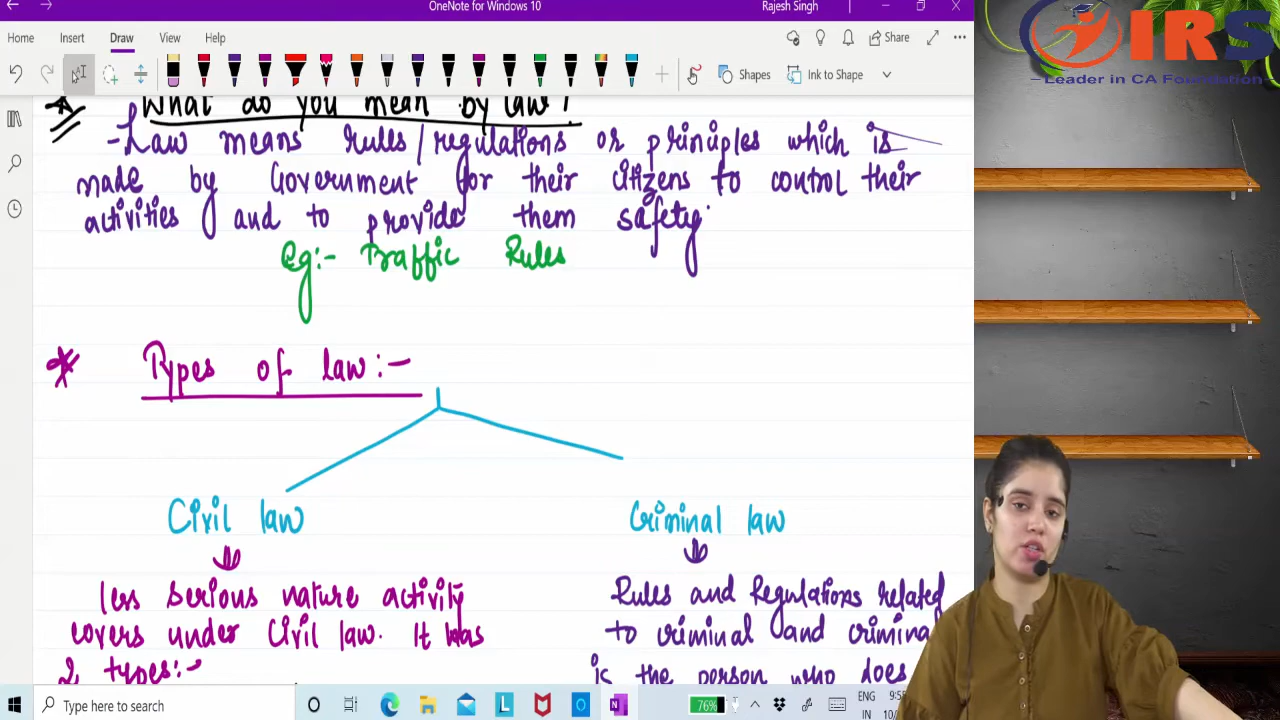 OneNote for Windows 10
Rajesh Singh
Home Insert Draw View Help
Share
Shapes
Ink to Shape
What do you mean by law?
-Law means rules/regulations or principles which is
made by Government for their citizens to control their
activities and to provide them safety.
Eg:- Traffic Rules
* Types of law:-
Civil law
Criminal law
less serious nature activity
covers under Civil law. It has
2 types:-
Rules and Regulations related
to criminal and criminal
is the person who does
IRS
Leader in CA Foundation
Type here to search
76%
ENG
IN